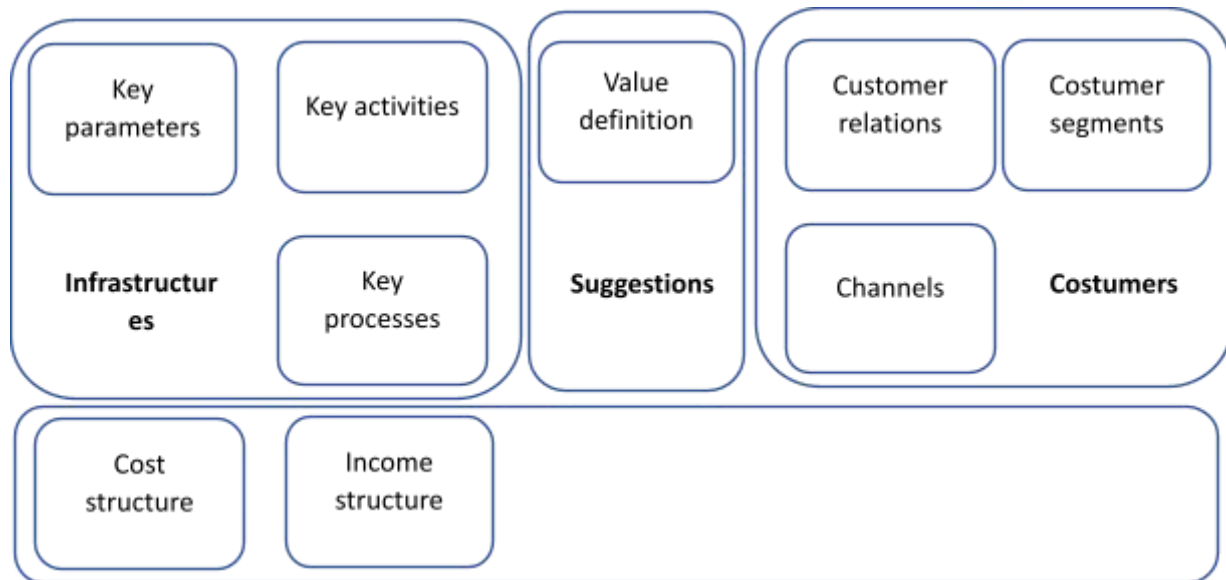 Key
parameters
Key activities
Value
definition
Customer
relations
Costumer
segments
Infrastructur
es
Key
processes
Suggestions
Channels
Costumers
Cost
structure
Income
structure